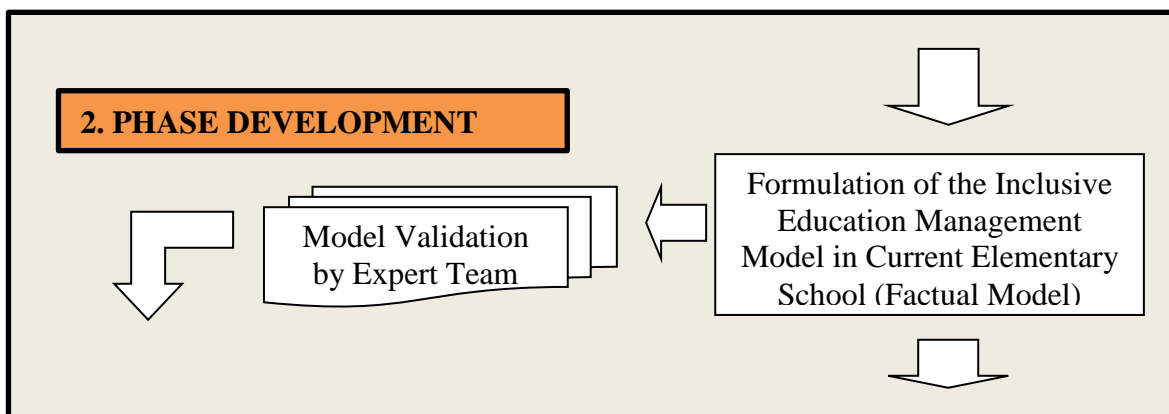 2. PHASE DEVELOPMENT
Formulation of the Inclusive
Education Management
Model in Current Elementary
School (Factual Model)
Model Validation
by Expert Team